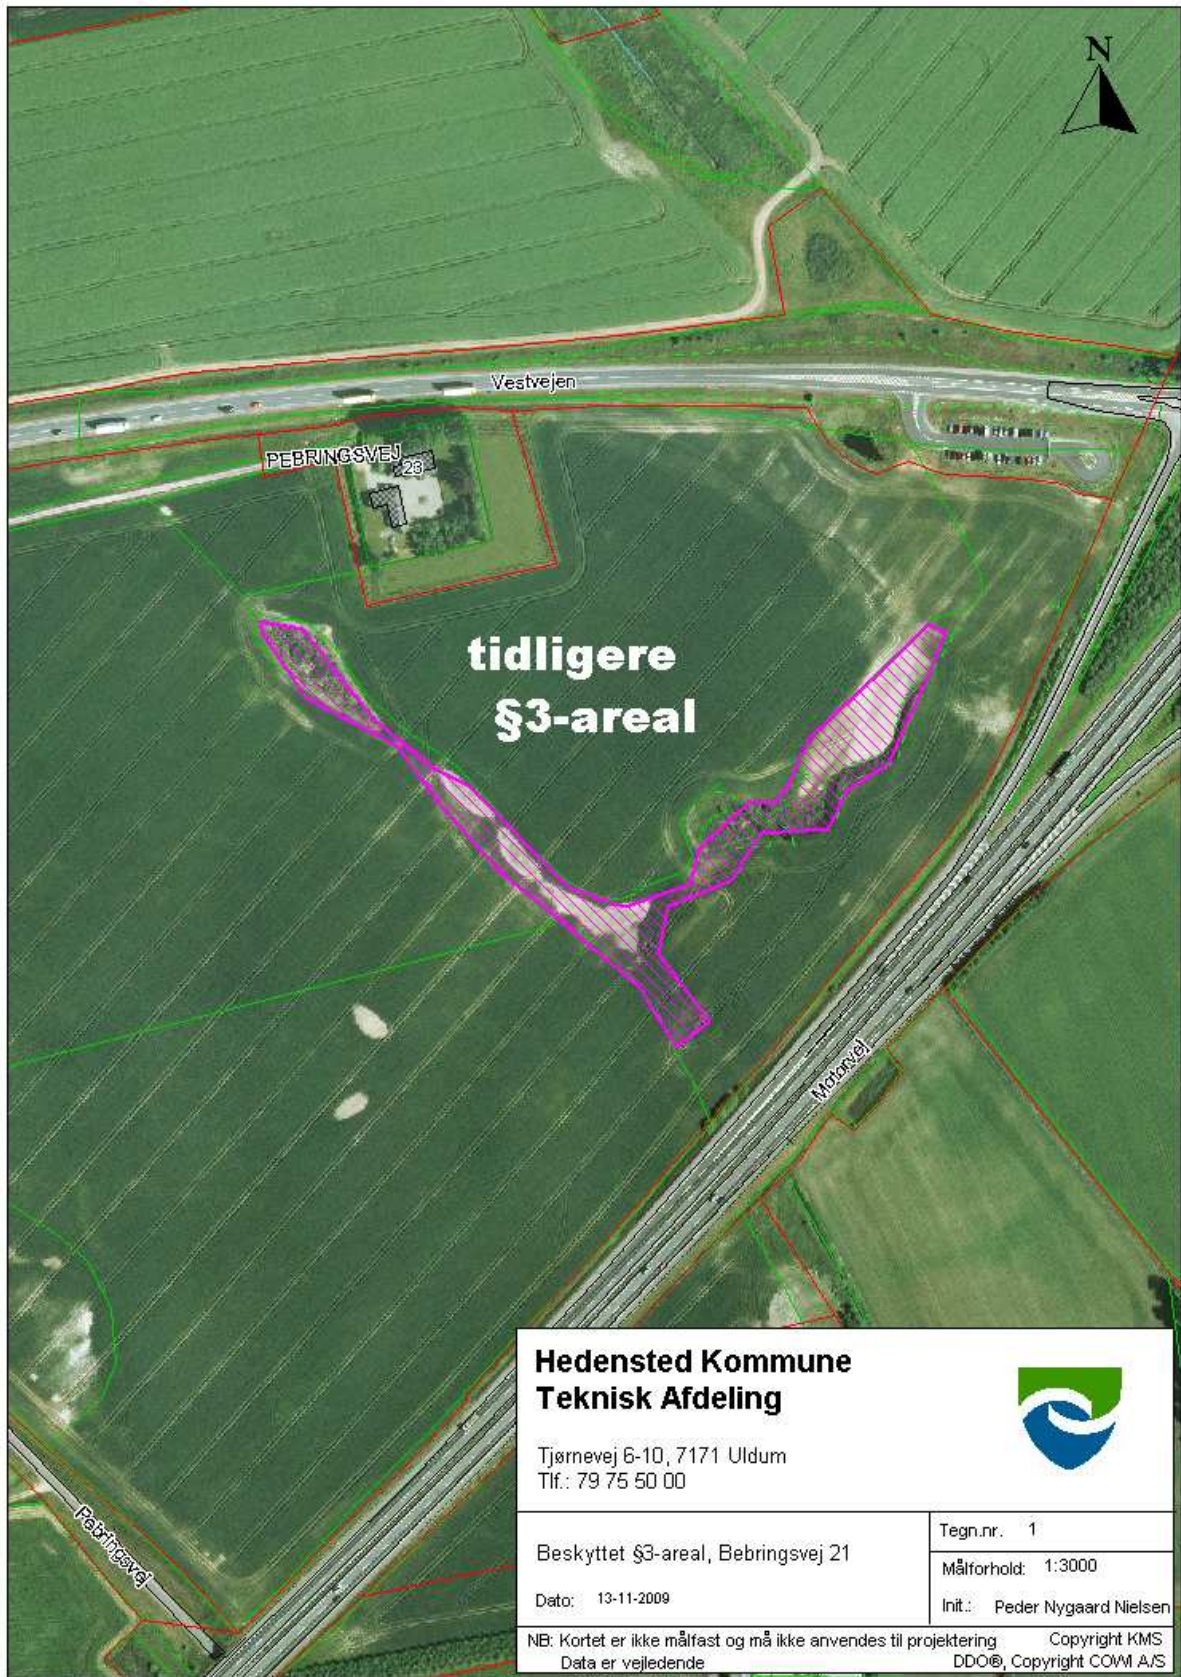 N
Vestvejen
PEBRINGSVEJ
23
tidligere
§3-areal
Motorvej
Pebringsvej
Hedensted Kommune
Teknisk Afdeling
Tjørnevej 6-10, 7171 Uldum
Tlf.: 79 75 50 00
Beskyttet §3-areal, Bebringsvej 21
Dato: 13-11-2009
Tegn.nr. 1
Målforhold: 1:3000
Init.: Peder Nygaard Nielsen
NB: Kortet er ikke målfast og må ikke anvendes til projektering
Data er vejledende
Copyright KMS
DDO®, Copyright COWI A/S